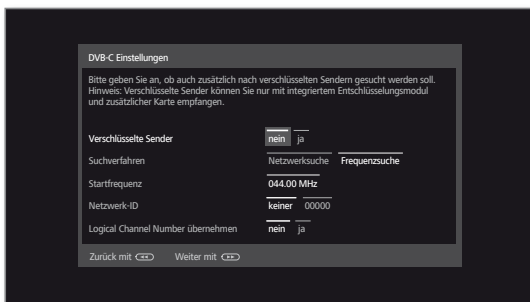 DVB-C Einstellungen
Bitte geben Sie an, ob auch zusätzlich nach verschlüsselten Sendern gesucht werden soll.
Hinweis: Verschlüsselte Sender können Sie nur mit integriertem Entschlüsselungsmodul
und zusätzlicher Karte empfangen.
Verschlüsselte Sender nein ja
Suchverfahren Netzwerksuche Frequenzsuche
Startfrequenz 044.00 MHz
Netzwerk-ID keiner 00000
Logical Channel Number übernehmen nein ja
Zurück mit Weiter mit